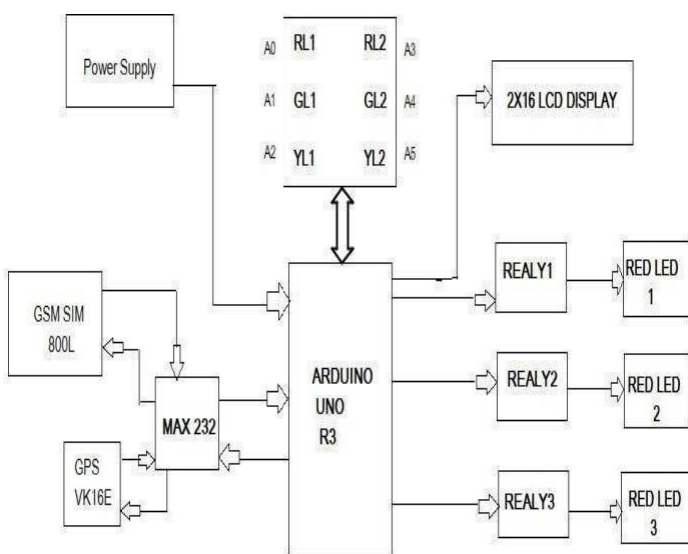 Power Supply
A0 RL1 RL2 A3
A1 GL1 GL2 A4
A2 YL1 YL2 A5
2X16 LCD DISPLAY
GSM SIM
800L
MAX 232
GPS
VK16E
ARDUINO
UNO
R3
REALY1
RED LED
1
REALY2
RED LED
2
REALY3
RED LED
3